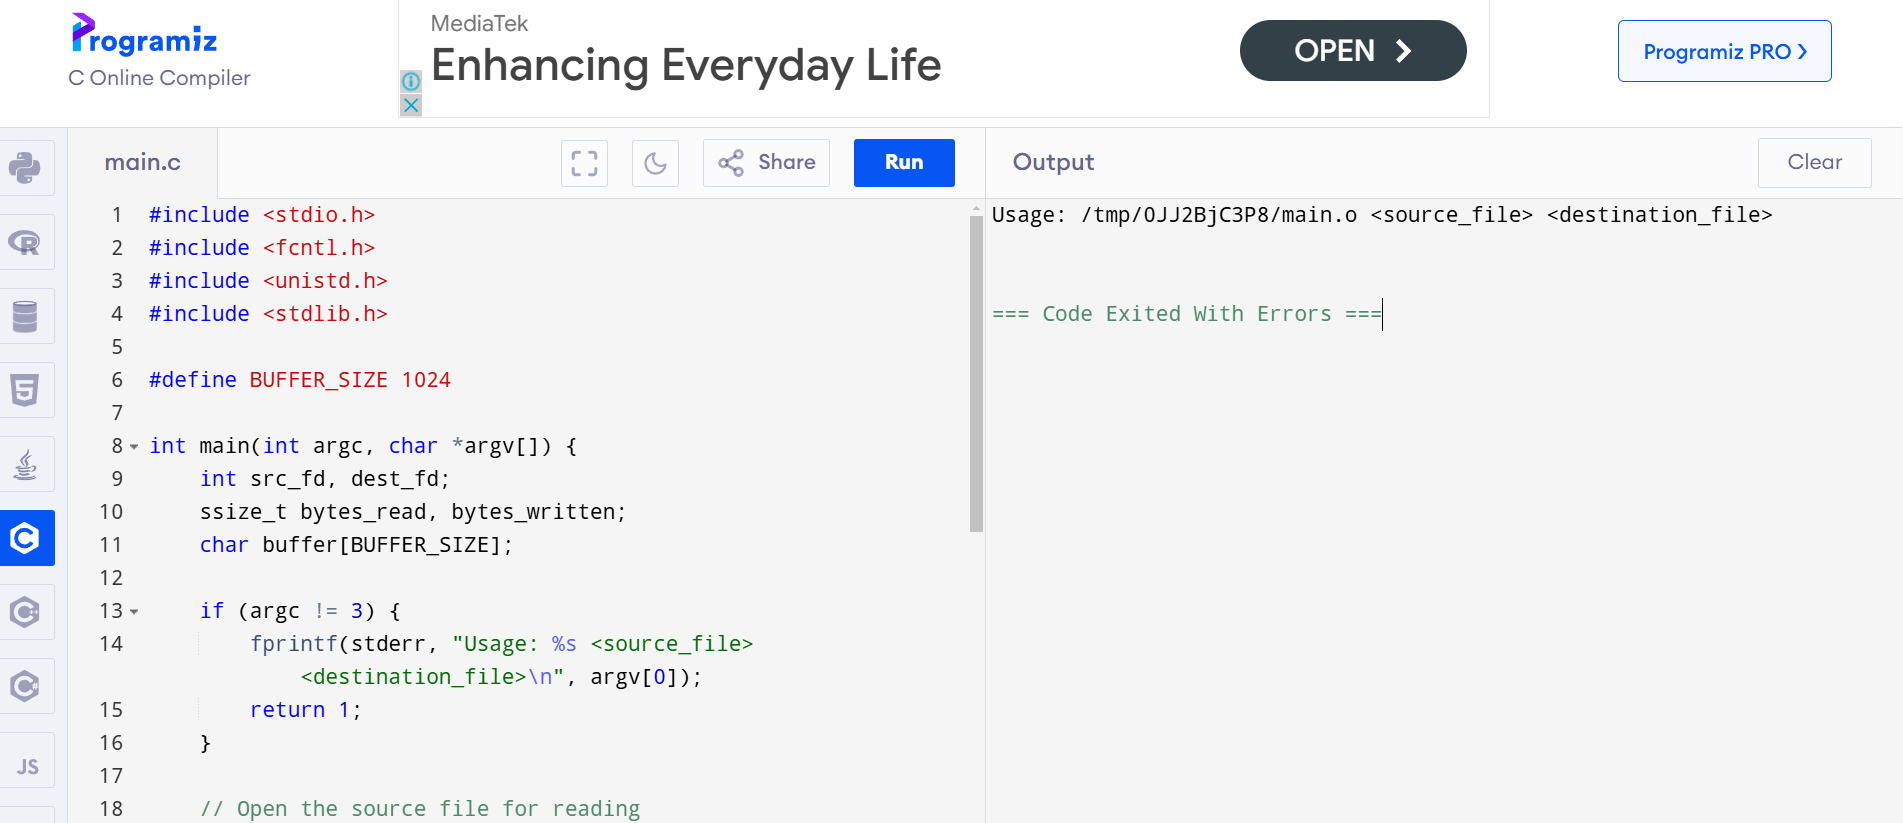 Programiz
C Online Compiler
MediaTek
Enhancing Everyday Life
OPEN
Programiz PRO
main.c
Share
Run
Output
Clear
1 #include <stdio.h>
2 #include <fcntl.h>
3 #include <unistd.h>
4 #include <stdlib.h>
5
6 #define BUFFER_SIZE 1024
7
8 int main(int argc, char *argv[]) {
9 int src_fd, dest_fd;
10 ssize_t bytes_read, bytes_written;
11 char buffer[BUFFER_SIZE];
12
13 if (argc != 3) {
14 fprintf(stderr, "Usage: %s <source_file>
<destination_file>\n", argv[0]);
15 return 1;
16 }
17
18 // Open the source file for reading
Usage: /tmp/0JJ2BjC3P8/main.o <source_file> <destination_file>
=== Code Exited With Errors ===
R
5
C
C++
C#
JS